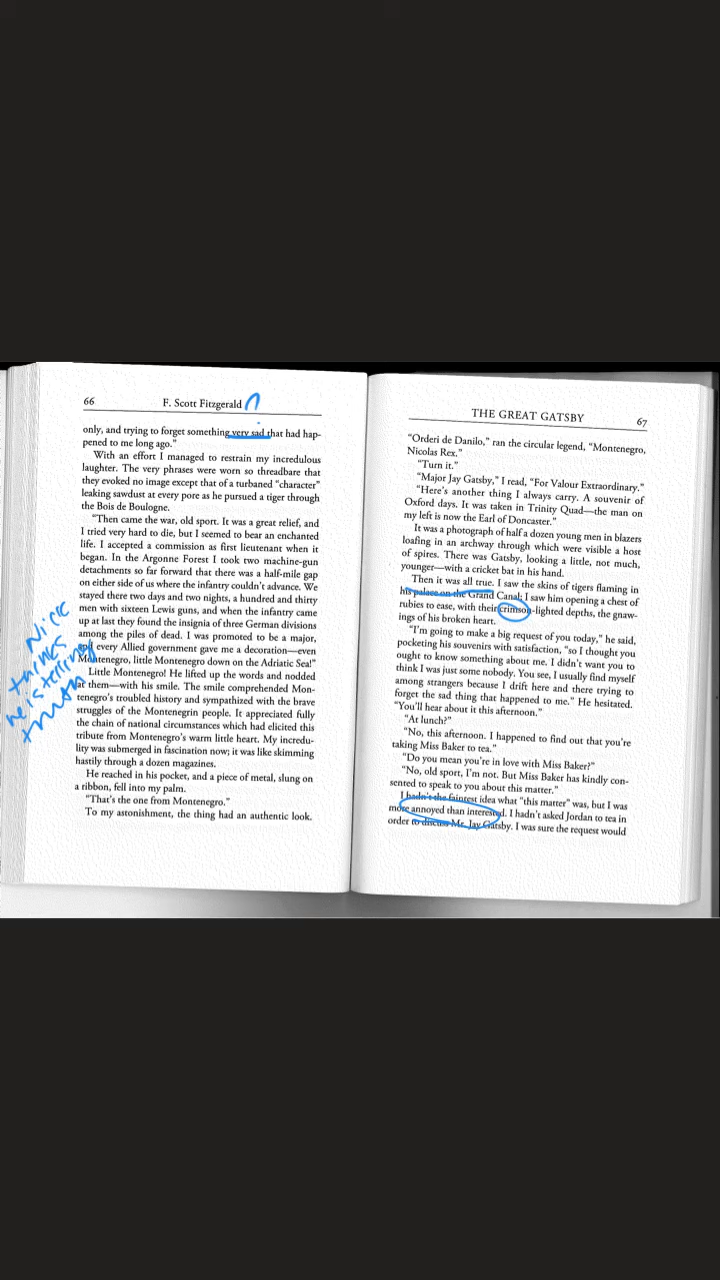 66
F. Scott Fitzgerald
only, and trying to forget something very sad that had hap-
pened to me long ago.”
With an effort I managed to restrain my incredulous
laughter. The very phrases were worn so threadbare that
they evoked no image except that of a turbaned “character”
leaking sawdust at every pore as he pursued a tiger through
the Bois de Boulogne.
“Then came the war, old sport. It was a great relief, and
I tried very hard to die, but I seemed to bear an enchanted
life. I accepted a commission as first lieutenant when it
began. In the Argonne Forest I took two machine-gun
detachments so far forward that there was a half-mile gap
on either side of us where the infantry couldn’t advance. We
stayed there two days and two nights, a hundred and thirty
men with sixteen Lewis guns, and when the infantry came
up at last they found the insignia of three German divisions
among the piles of dead. I was promoted to be a major,
and every Allied government gave me a decoration—even
Montenegro, little Montenegro down on the Adriatic Sea!”
Little Montenegro! He lifted up the words and nodded
at them—with his smile. The smile comprehended Mon-
tenegro’s troubled history and sympathized with the brave
struggles of the Montenegrin people. It appreciated fully
the chain of national circumstances which had elicited this
tribute from Montenegro’s warm little heart. My incredu-
lity was submerged in fascination now; it was like skimming
hastily through a dozen magazines.
He reached in his pocket, and a piece of metal, slung on
a ribbon, fell into my palm.
“That’s the one from Montenegro.”
To my astonishment, the thing had an authentic look.
Nick
thinks
he is telling
truth
THE GREAT GATSBY
67
“Orderi de Danilo,” ran the circular legend, “Montenegro,
Nicolas Rex.”
“Turn it.”
“Major Jay Gatsby,” I read, “For Valour Extraordinary.”
“Here’s another thing I always carry. A souvenir of
Oxford days. It was taken in Trinity Quad—the man on
my left is now the Earl of Doncaster.”
It was a photograph of half a dozen young men in blazers
loafing in an archway through which were visible a host
of spires. There was Gatsby, looking a little, not much,
younger—with a cricket bat in his hand.
Then it was all true. I saw the skins of tigers flaming in
his palace on the Grand Canal; I saw him opening a chest of
rubies to ease, with their crimson-lighted depths, the gnaw-
ings of his broken heart.
“I’m going to make a big request of you today,” he said,
pocketing his souvenirs with satisfaction, “so I thought you
ought to know something about me. I didn’t want you to
think I was just some nobody. You see, I usually find myself
among strangers because I drift here and there trying to
forget the sad thing that happened to me.” He hesitated.
“You’ll hear about it this afternoon.”
“At lunch?”
“No, this afternoon. I happened to find out that you’re
taking Miss Baker to tea.”
“Do you mean you’re in love with Miss Baker?”
“No, old sport, I’m not. But Miss Baker has kindly con-
sented to speak to you about this matter.”
I hadn’t the faintest idea what “this matter” was, but I was
more annoyed than interested. I hadn’t asked Jordan to tea in
order to discuss Mr. Jay Gatsby. I was sure the request would